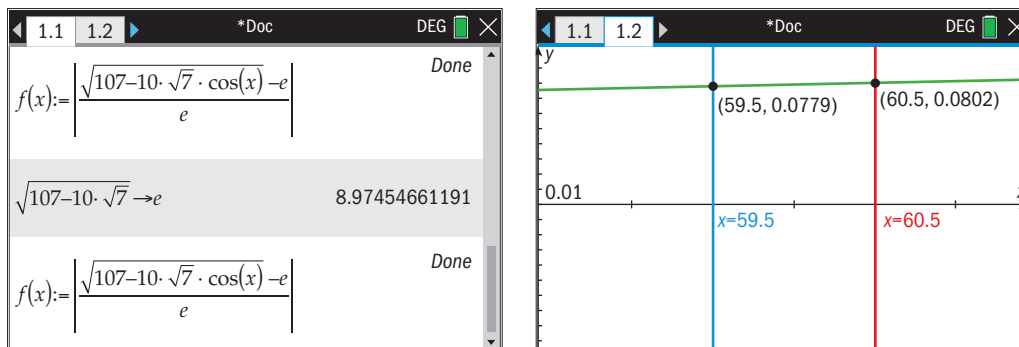 1.1 1.2 *Doc DEG
Done
f(x):= |(√(107–10·√7·cos(x)) –e)/e|
√(107–10·√7) →e 8.97454661191
Done
f(x):= |(√(107–10·√7·cos(x)) –e)/e|
1.1 1.2 *Doc DEG
y
(59.5, 0.0779) (60.5, 0.0802)
0.01
x=59.5 x=60.5